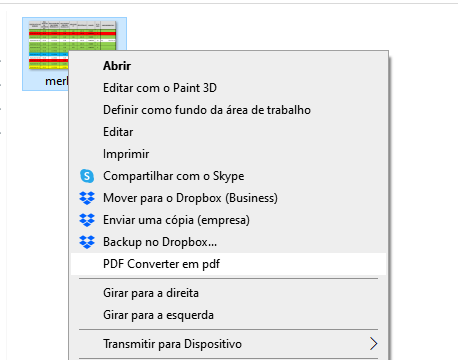 merl
Abrir
Editar com o Paint 3D
Definir como fundo da área de trabalho
Editar
Imprimir
Compartilhar com o Skype
Mover para o Dropbox (Business)
Enviar uma cópia (empresa)
Backup no Dropbox...
PDF Converter em pdf
Girar para a direita
Girar para a esquerda
Transmitir para Dispositivo